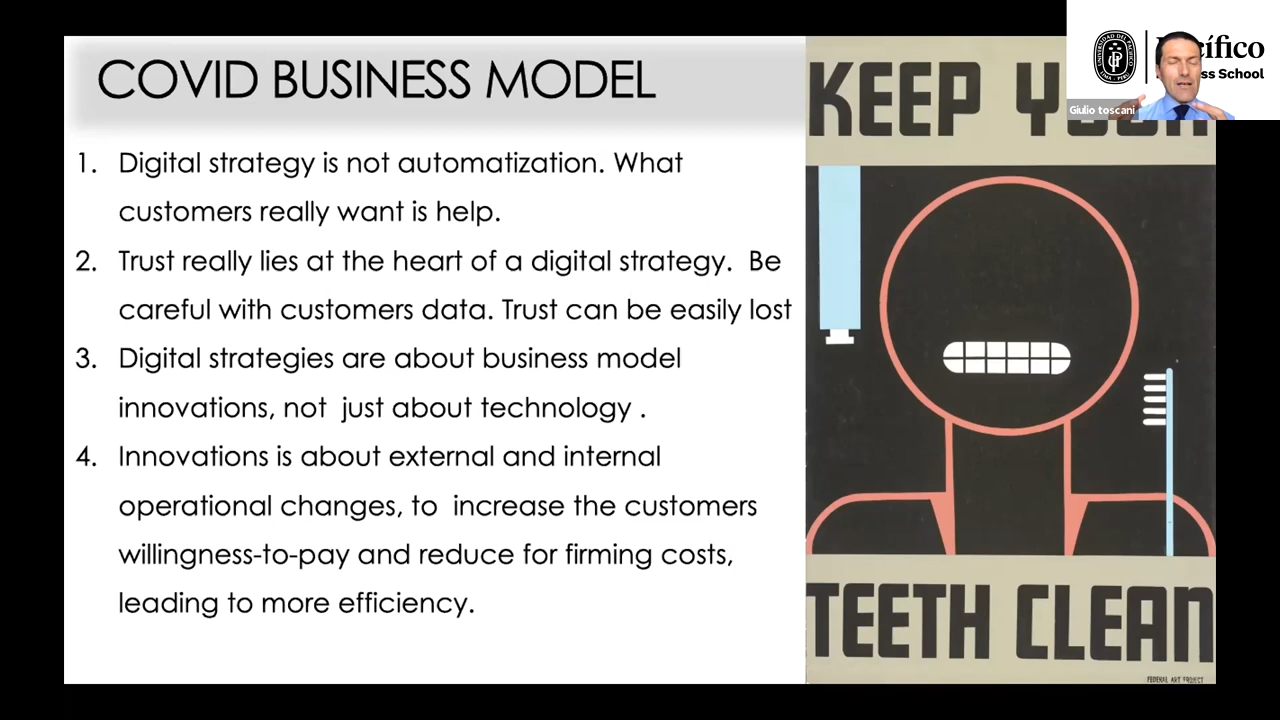 COVID BUSINESS MODEL
1. Digital strategy is not automatization. What
customers really want is help.
2. Trust really lies at the heart of a digital strategy. Be
careful with customers data. Trust can be easily lost
3. Digital strategies are about business model
innovations, not just about technology .
4. Innovations is about external and internal
operational changes, to increase the customers
willingness-to-pay and reduce for firming costs,
leading to more efficiency.
KEEP
TEETH CLEAN
FEDERAL ART PROJECT
Giulio toscani
UNIVERSIDAD DEL PACIFICO
School